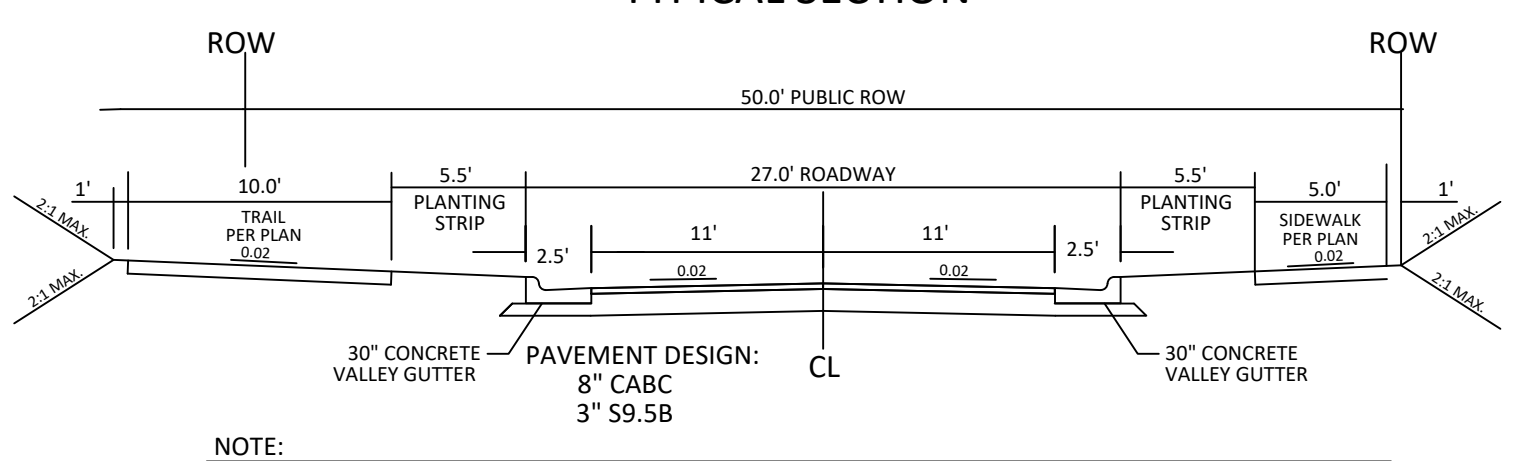 TYPICAL SECTION
ROW
ROW
50.0' PUBLIC ROW
1'
10.0'
5.5'
27.0' ROADWAY
5.5'
5.0'
1'
2:1 MAX.
TRAIL
PER PLAN
0.02
PLANTING
STRIP
2.5'
11'
11'
2.5'
PLANTING
STRIP
SIDEWALK
PER PLAN
0.02
2:1 MAX.
2:1 MAX.
0.02
0.02
2:1 MAX.
30" CONCRETE
VALLEY GUTTER
PAVEMENT DESIGN:
8" CABC
3" S9.5B
CL
30" CONCRETE
VALLEY GUTTER
NOTE: